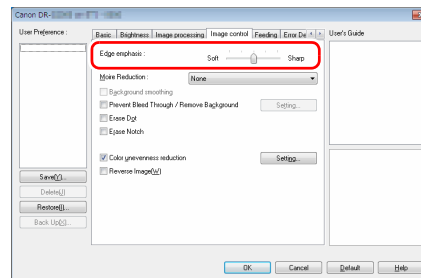 Canon DR-
User Preference :
Basic Brightness Image processing Image control Feeding Error De
User's Guide
Edge emphasis :
Soft Sharp
Moire Reduction :
None
Background smoothing
Prevent Bleed Through / Remove Background
Setting...
Erase Dot
Erase Notch
Color unevenness reduction
Setting...
Reverse Image(W)
Save(Y)...
Delete(J)
Restore(I)...
Back Up(K)...
OK Cancel Default Help